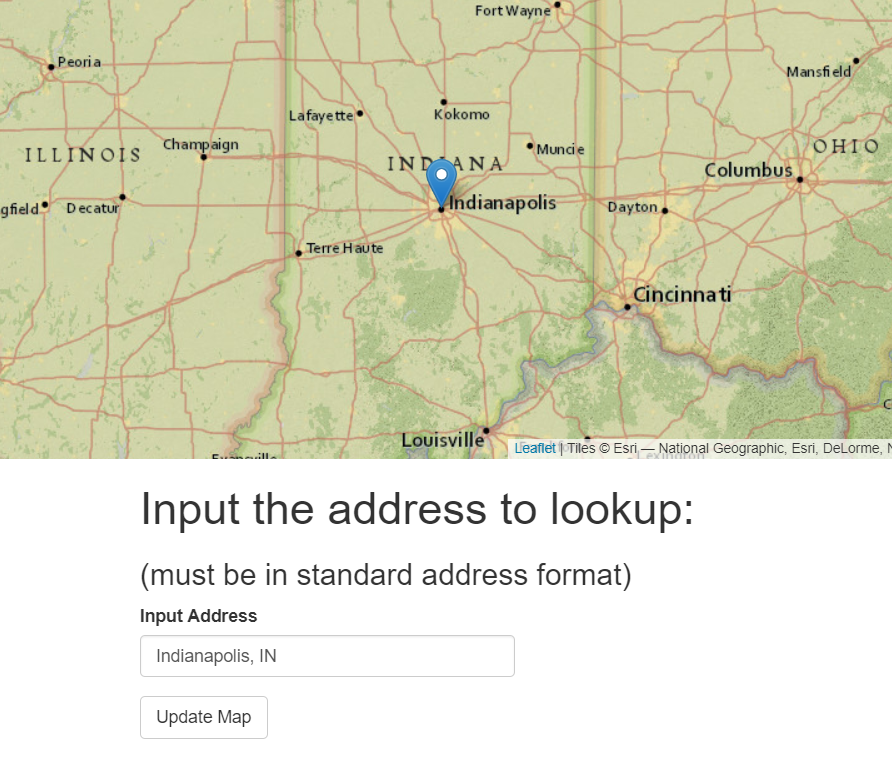 Fort Wayne
Peoria
Mansfield
Lafayette
Kokomo
OHIO
Champaign
Muncie
ILLINOIS
INDIANA
Columbus
gfield
Decatur
Indianapolis
Dayton
Terre Haute
Cincinnati
Louisville
Evansville
Leaflet | Tiles © Esri — National Geographic, Esri, DeLorme, N
Lexington
Input the address to lookup:
(must be in standard address format)
Input Address
Indianapolis, IN
Update Map